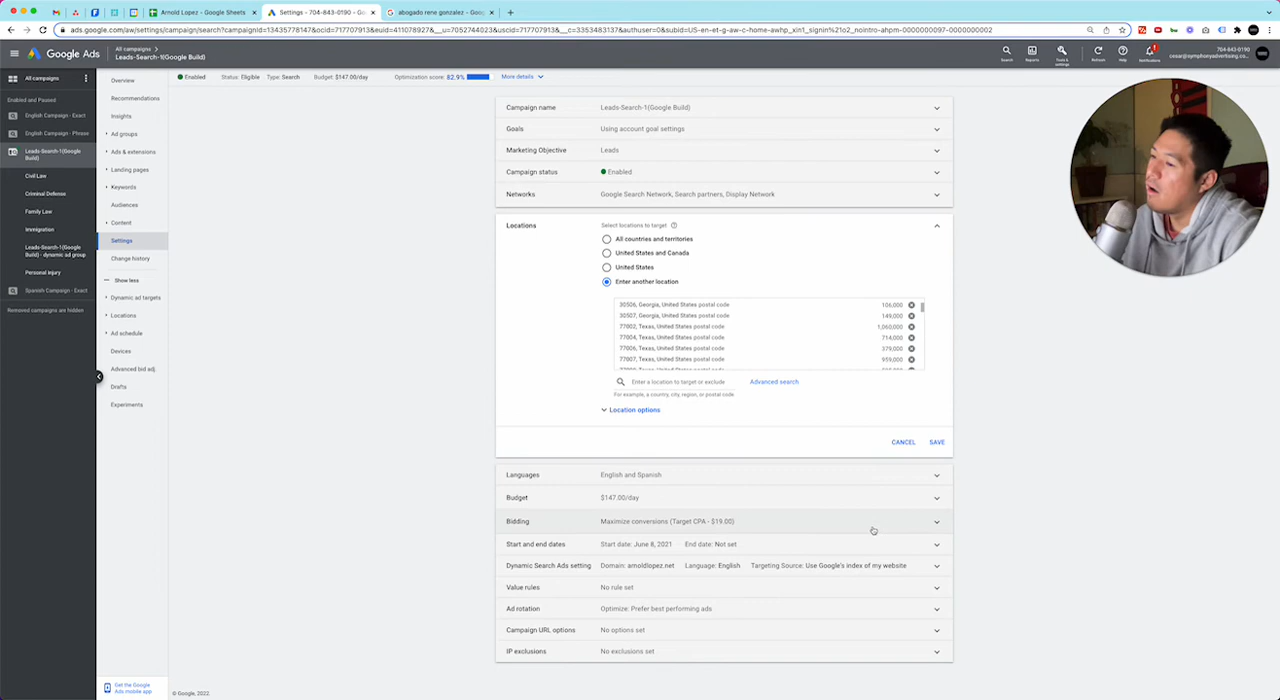 Arnold Lopez - Google Sheets
Settings - 704-843-0190 - Go
abogado rene gonzalez - Goog
ads.google.com/aw/settings/campaign/search?campaignId=13435778147&ocid=717707913&euid=411078927&__u=7052744023&uscid=717707913&__c=3353483137&authuser=0&subid=US-en-et-g-aw-c-home-awhp_xin1_signin%21o2_nointro-ahpm-0000000097-0000000002
Google Ads
All campaigns
Leads-Search-1(Google Build)
Search
Reports
Tools &
settings
Refresh
Help
Notifications
704-843-0190
cesar@symphonyadvertising.co...
All campaigns
Enabled and Paused
English Campaign - Exact
English Campaign - Phrase
Leads-Search-1(Google
Build)
Civil Law
Criminal Defense
Family Law
Immigration
Leads-Search-1(Google
Build) - dynamic ad group
Personal Injury
Spanish Campaign - Exact
Removed campaigns are hidden
Overview
Recommendations
Insights
Ad groups
Ads & extensions
Landing pages
Keywords
Audiences
Content
Settings
Change history
Show less
Dynamic ad targets
Locations
Ad schedule
Devices
Advanced bid adj.
Drafts
Experiments
Get the Google
Ads mobile app
Enabled Status: Eligible Type: Search Budget: $147.00/day Optimization score: 82.9% More details
Campaign name Leads-Search-1(Google Build)
Goals Using account goal settings
Marketing Objective Leads
Campaign status Enabled
Networks Google Search Network, Search partners, Display Network
Locations Select locations to target
All countries and territories
United States and Canada
United States
Enter another location
30506, Georgia, United States postal code 106,000
30507, Georgia, United States postal code 149,000
77002, Texas, United States postal code 1,060,000
77004, Texas, United States postal code 714,000
77006, Texas, United States postal code 379,000
77007, Texas, United States postal code 959,000
Enter a location to target or exclude Advanced search
For example, a country, city, region, or postal code
Location options
CANCEL SAVE
Languages English and Spanish
Budget $147.00/day
Bidding Maximize conversions (Target CPA - $19.00)
Start and end dates Start date: June 8, 2021 End date: Not set
Dynamic Search Ads setting Domain: arnoldlopez.net Language: English Targeting Source: Use Google's index of my website
Value rules No rule set
Ad rotation Optimize: Prefer best performing ads
Campaign URL options No options set
IP exclusions No exclusions set
© Google, 2022.